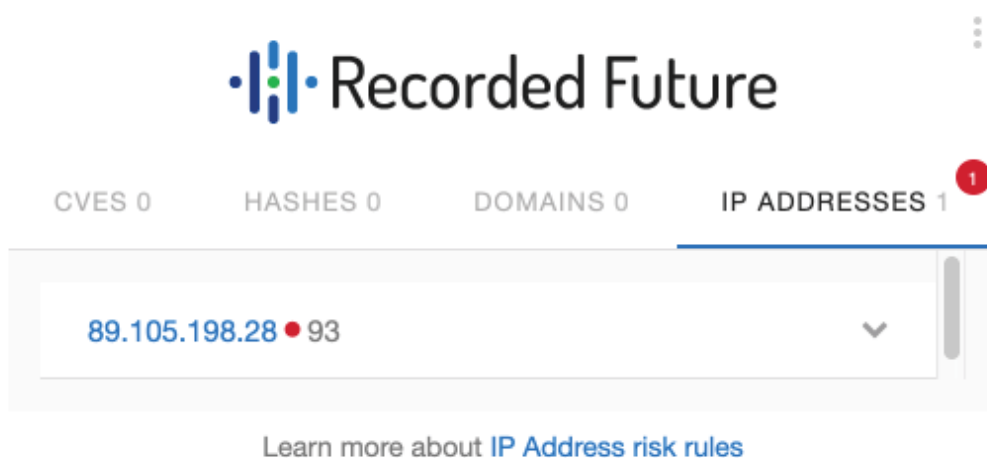 Recorded Future
CVES 0 HASHES 0 DOMAINS 0 IP ADDRESSES 1 1
89.105.198.28 93
Learn more about IP Address risk rules